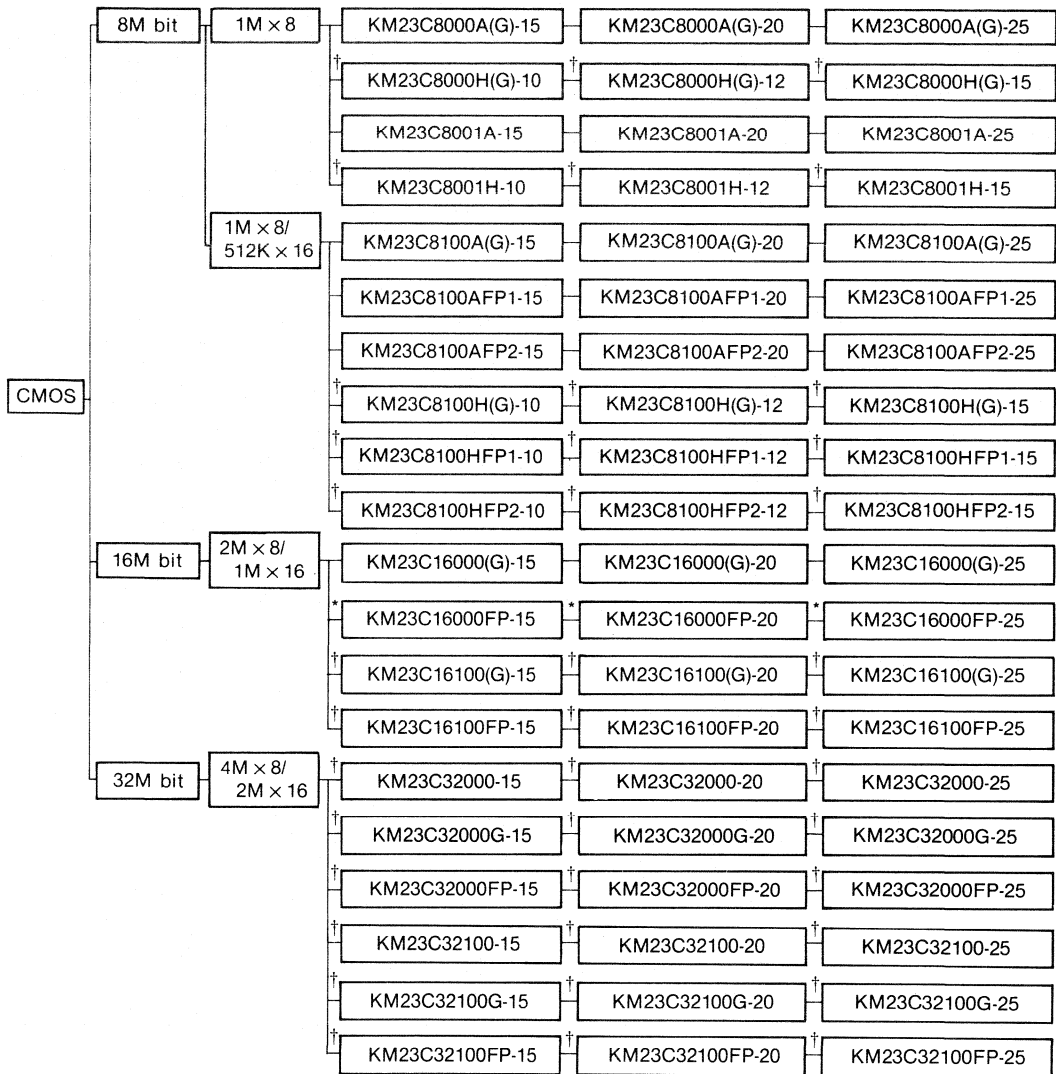 8M bit 1M × 8 KM23C8000A(G)-15 KM23C8000A(G)-20 KM23C8000A(G)-25
† KM23C8000H(G)-10 † KM23C8000H(G)-12 † KM23C8000H(G)-15
KM23C8001A-15 KM23C8001A-20 KM23C8001A-25
† KM23C8001H-10 † KM23C8001H-12 † KM23C8001H-15
1M × 8/
512K × 16 KM23C8100A(G)-15 KM23C8100A(G)-20 KM23C8100A(G)-25
KM23C8100AFP1-15 KM23C8100AFP1-20 KM23C8100AFP1-25
KM23C8100AFP2-15 KM23C8100AFP2-20 KM23C8100AFP2-25
CMOS † KM23C8100H(G)-10 † KM23C8100H(G)-12 † KM23C8100H(G)-15
† KM23C8100HFP1-10 † KM23C8100HFP1-12 † KM23C8100HFP1-15
† KM23C8100HFP2-10 † KM23C8100HFP2-12 † KM23C8100HFP2-15
16M bit 2M × 8/
1M × 16 KM23C16000(G)-15 KM23C16000(G)-20 KM23C16000(G)-25
* KM23C16000FP-15 * KM23C16000FP-20 * KM23C16000FP-25
† KM23C16100(G)-15 † KM23C16100(G)-20 † KM23C16100(G)-25
† KM23C16100FP-15 † KM23C16100FP-20 † KM23C16100FP-25
32M bit 4M × 8/
2M × 16 † KM23C32000-15 † KM23C32000-20 † KM23C32000-25
† KM23C32000G-15 † KM23C32000G-20 † KM23C32000G-25
† KM23C32000FP-15 † KM23C32000FP-20 † KM23C32000FP-25
† KM23C32100-15 † KM23C32100-20 † KM23C32100-25
† KM23C32100G-15 † KM23C32100G-20 † KM23C32100G-25
† KM23C32100FP-15 † KM23C32100FP-20 † KM23C32100FP-25